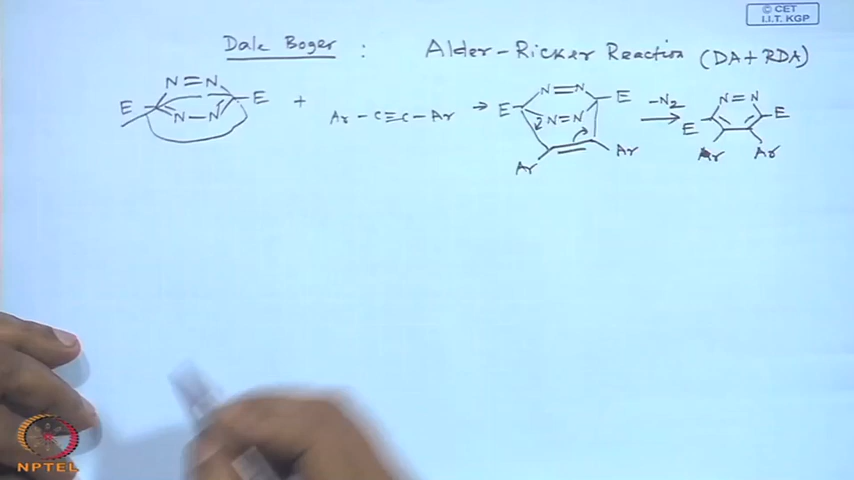 © CET
I.I.T. KGP
Dale Boger : Alder-Ricker Reaction (DA + RDA)
N=N
E E
N-N
+ Ar-C≡C-Ar →
N=N
E E
N=N
Ar Ar
-N2
→
N=N
E E
Ar Ar
NPTEL